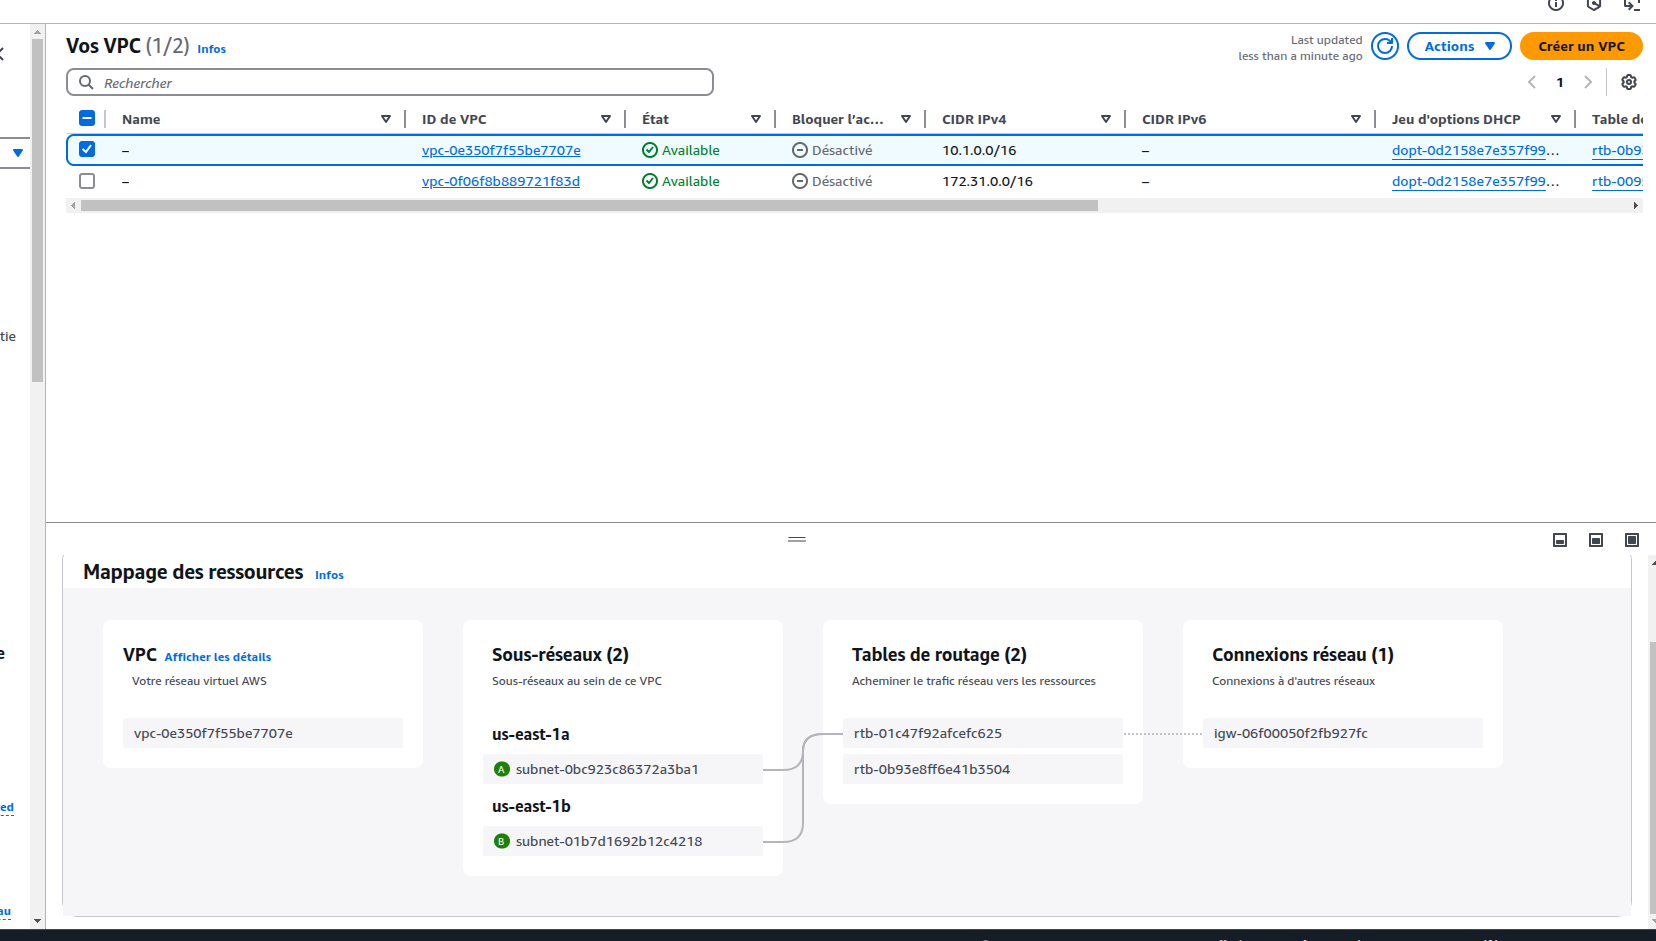 Vos VPC (1/2) Infos
Last updated
less than a minute ago
Actions
Créer un VPC
Rechercher
1
Name ID de VPC État Bloquer l'ac... CIDR IPv4 CIDR IPv6 Jeu d'options DHCP Table de
– vpc-0e350f7f55be7707e Available Désactivé 10.1.0.0/16 – dopt-0d2158e7e357f99... rtb-0b9
– vpc-0f06f8b889721f83d Available Désactivé 172.31.0.0/16 – dopt-0d2158e7e357f99... rtb-009
tie
e
ed
au
Mappage des ressources Infos
VPC Afficher les détails
Votre réseau virtuel AWS
vpc-0e350f7f55be7707e
Sous-réseaux (2)
Sous-réseaux au sein de ce VPC
us-east-1a
A subnet-0bc923c86372a3ba1
us-east-1b
B subnet-01b7d1692b12c4218
Tables de routage (2)
Acheminer le trafic réseau vers les ressources
rtb-01c47f92afcefc625
rtb-0b93e8ff6e41b3504
Connexions réseau (1)
Connexions à d'autres réseaux
igw-06f00050f2fb927fc